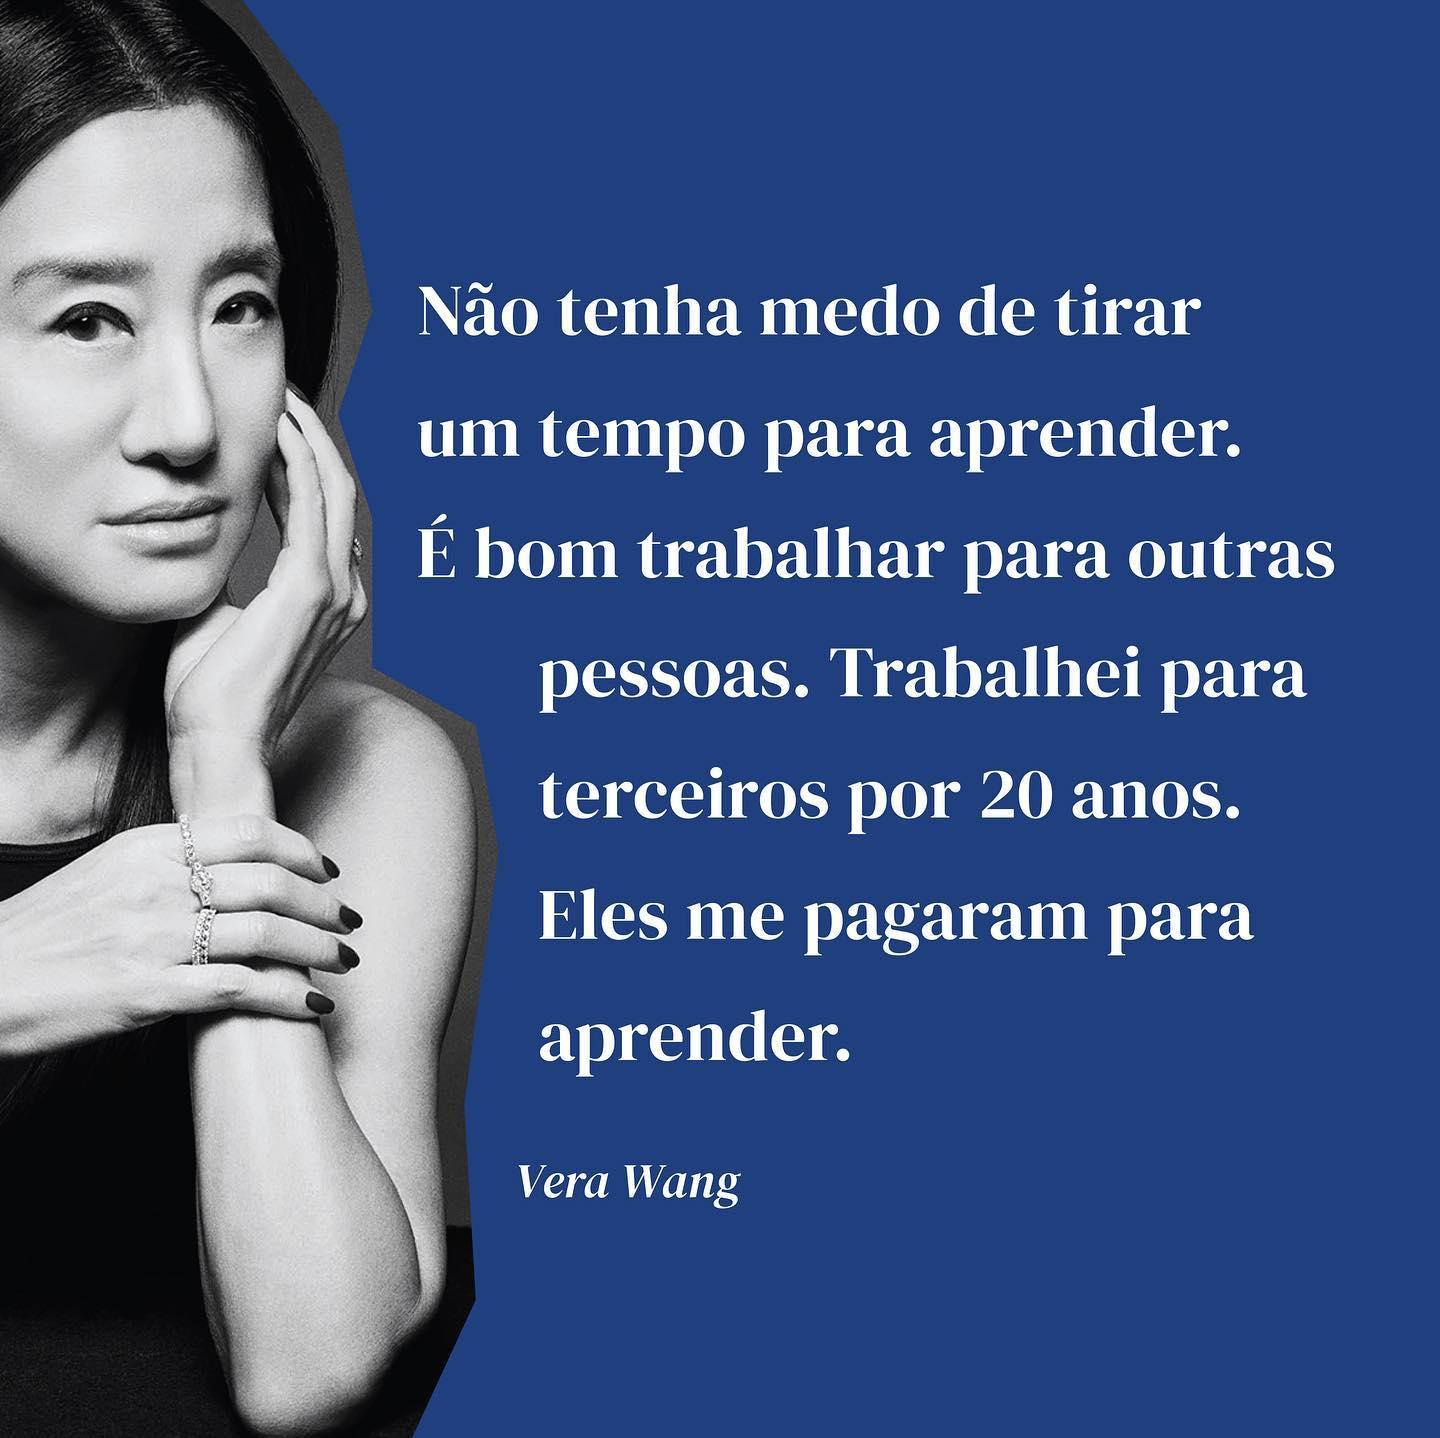 Não tenha medo de tirar
um tempo para aprender.
É bom trabalhar para outras
pessoas. Trabalhei para
terceiros por 20 anos.
Eles me pagaram para
aprender.
Vera Wang